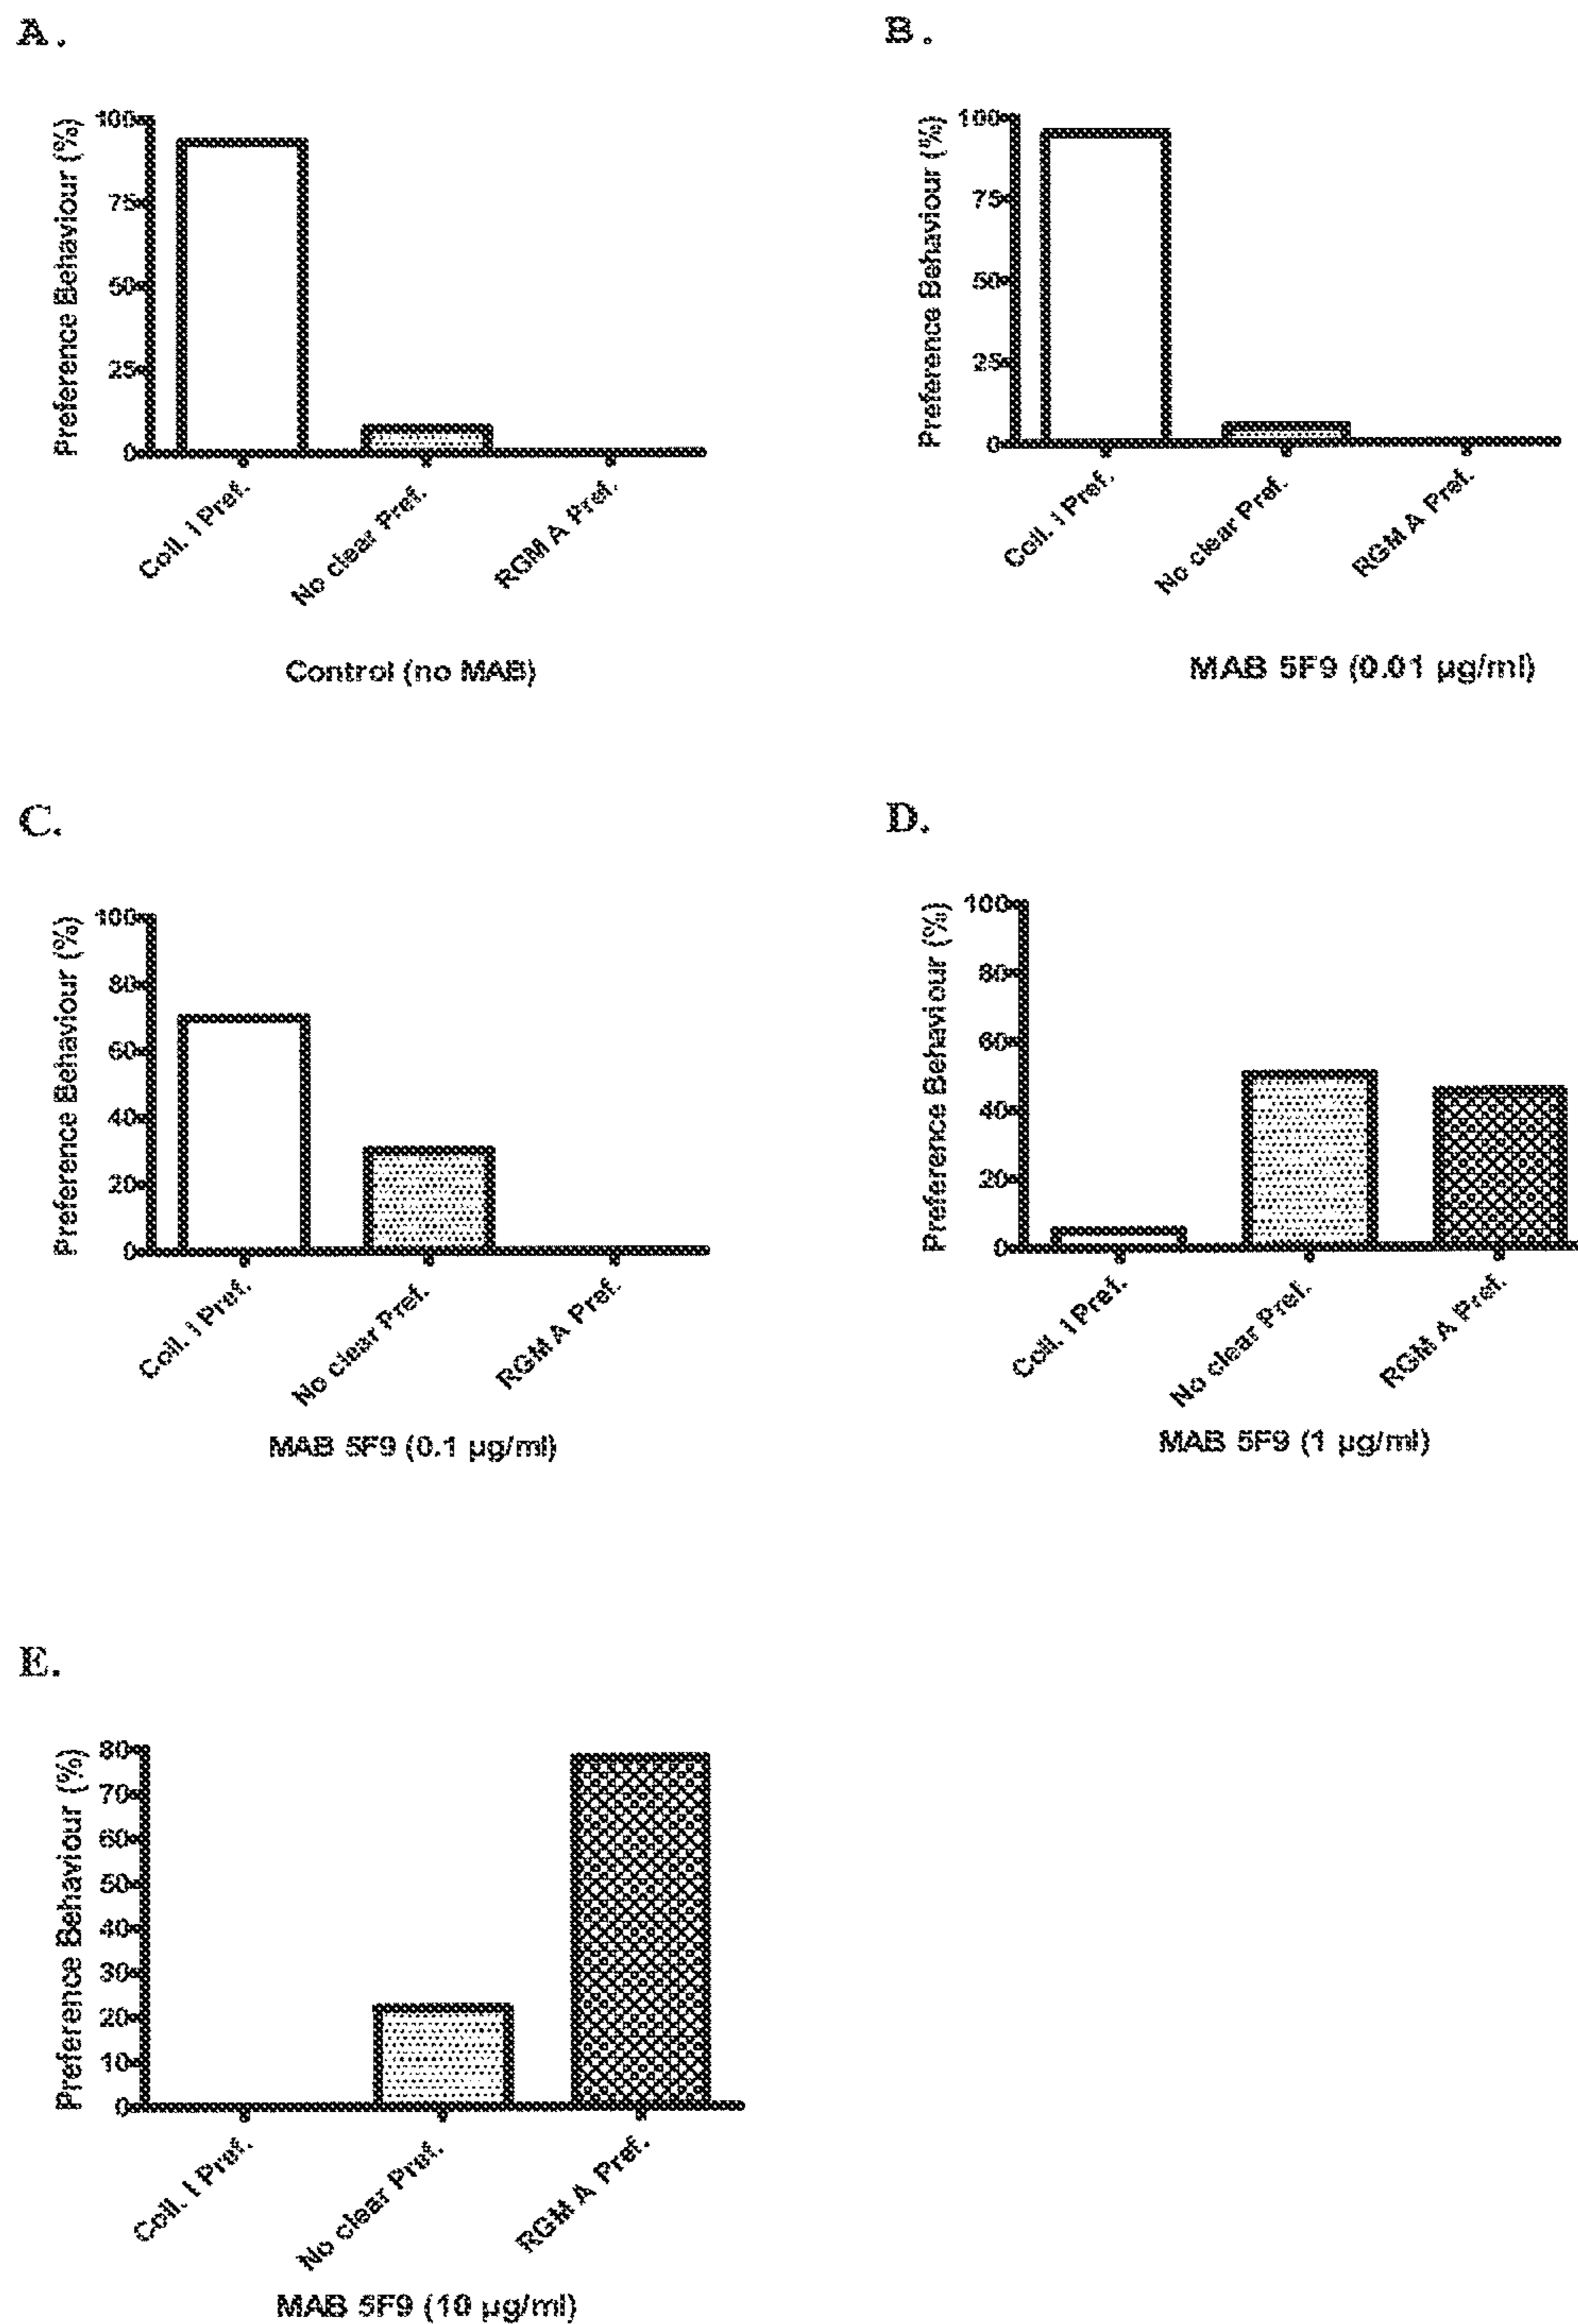 A.
Preference Behaviour (%)
100
75
50
25
0
Coll. I Pref.
No clear Pref.
RGM A Pref.
Control (no MAB)
B.
Preference Behaviour (%)
100
75
50
25
0
Coll. I Pref.
No clear Pref.
RGM A Pref.
MAB 5F9 (0.01 µg/ml)
C.
Preference Behaviour (%)
100
80
60
40
20
0
Coll. I Pref.
No clear Pref.
RGM A Pref.
MAB 5F9 (0.1 µg/ml)
D.
Preference Behaviour (%)
100
80
60
40
20
0
Coll. I Pref.
No clear Pref.
RGM A Pref.
MAB 5F9 (1 µg/ml)
E.
Preference Behaviour (%)
80
70
60
50
40
30
20
10
0
Coll. I Pref.
No clear Pref.
RGM A Pref.
MAB 5F9 (10 µg/ml)